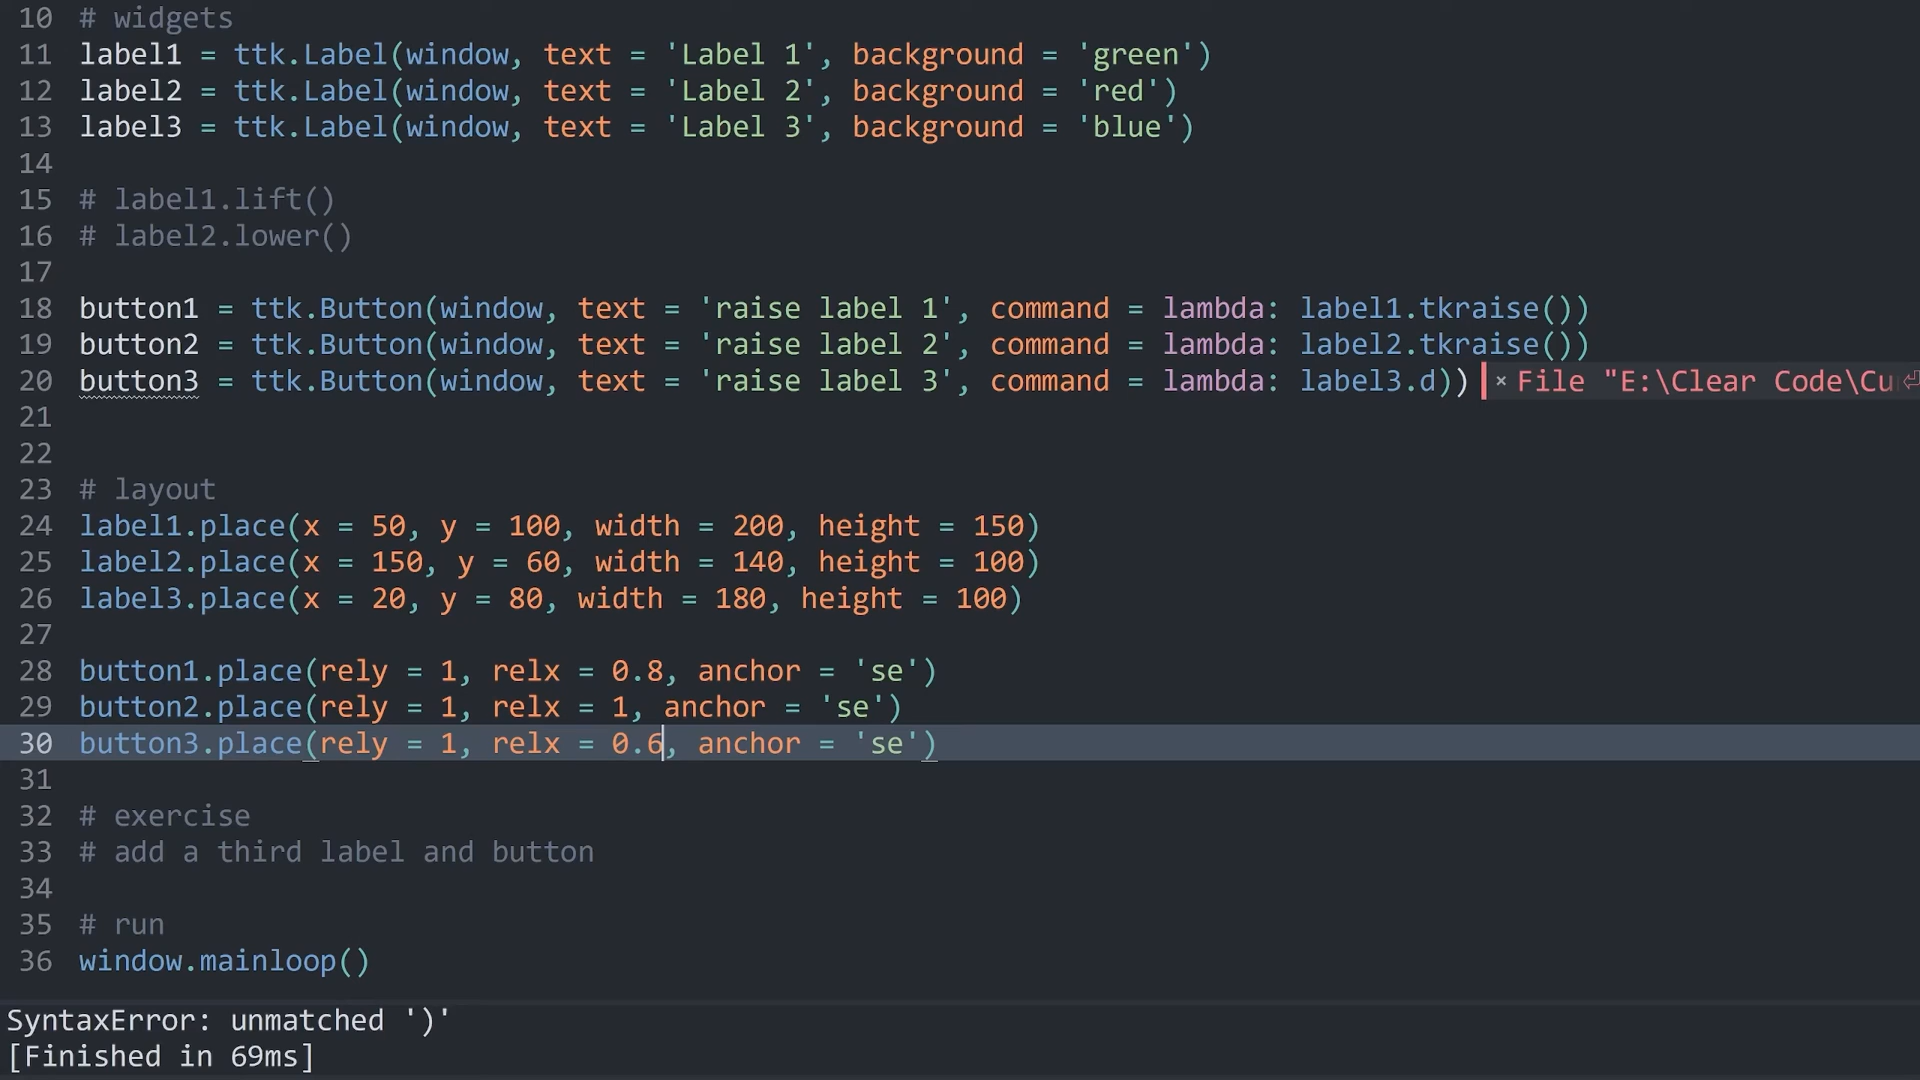 10 # widgets
11 label1 = ttk.Label(window, text = 'Label 1', background = 'green')
12 label2 = ttk.Label(window, text = 'Label 2', background = 'red')
13 label3 = ttk.Label(window, text = 'Label 3', background = 'blue')
14
15 # label1.lift()
16 # label2.lower()
17
18 button1 = ttk.Button(window, text = 'raise label 1', command = lambda: label1.tkraise())
19 button2 = ttk.Button(window, text = 'raise label 2', command = lambda: label2.tkraise())
20 button3 = ttk.Button(window, text = 'raise label 3', command = lambda: label3.d)) × File "E:\Clear Code\Cu
21
22
23 # layout
24 label1.place(x = 50, y = 100, width = 200, height = 150)
25 label2.place(x = 150, y = 60, width = 140, height = 100)
26 label3.place(x = 20, y = 80, width = 180, height = 100)
27
28 button1.place(rely = 1, relx = 0.8, anchor = 'se')
29 button2.place(rely = 1, relx = 1, anchor = 'se')
30 button3.place(rely = 1, relx = 0.6, anchor = 'se')
31
32 # exercise
33 # add a third label and button
34
35 # run
36 window.mainloop()
SyntaxError: unmatched ')'
[Finished in 69ms]